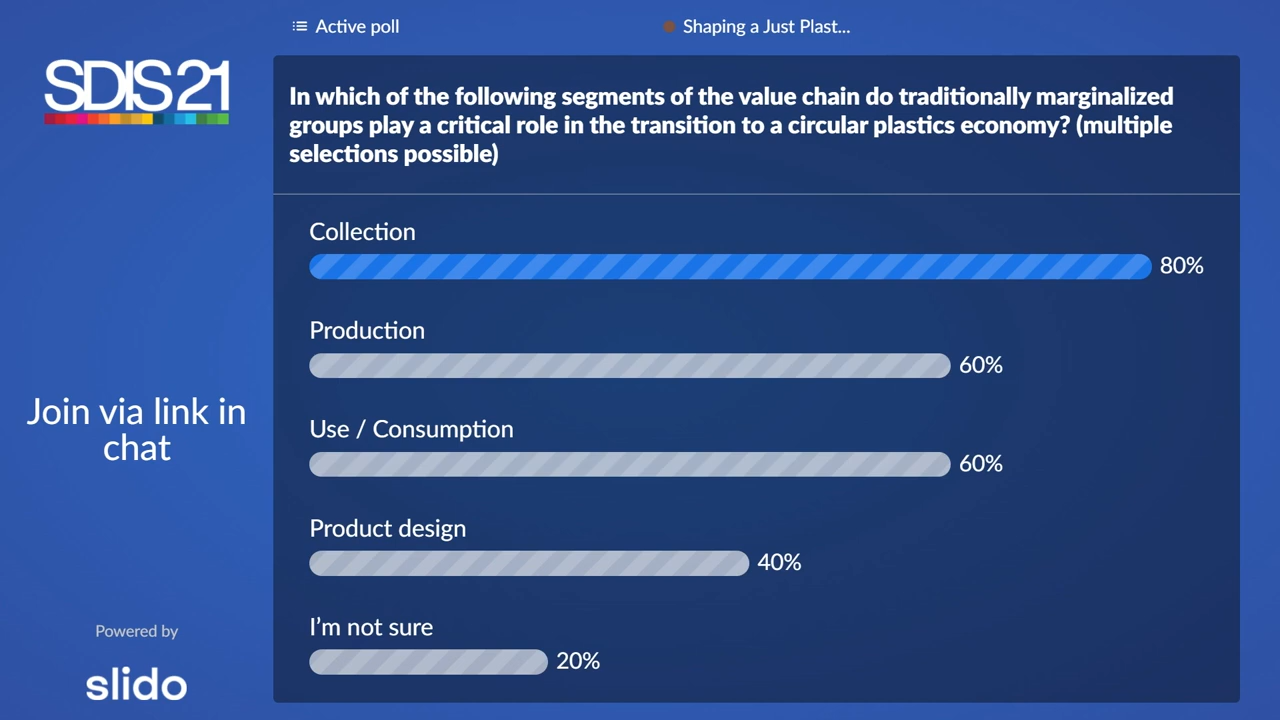 Active poll
Shaping a Just Plast...
SDIS21
In which of the following segments of the value chain do traditionally marginalized
groups play a critical role in the transition to a circular plastics economy? (multiple
selections possible)
Collection
80%
Production
60%
Use / Consumption
60%
Product design
40%
I'm not sure
20%
Join via link in
chat
Powered by
slido